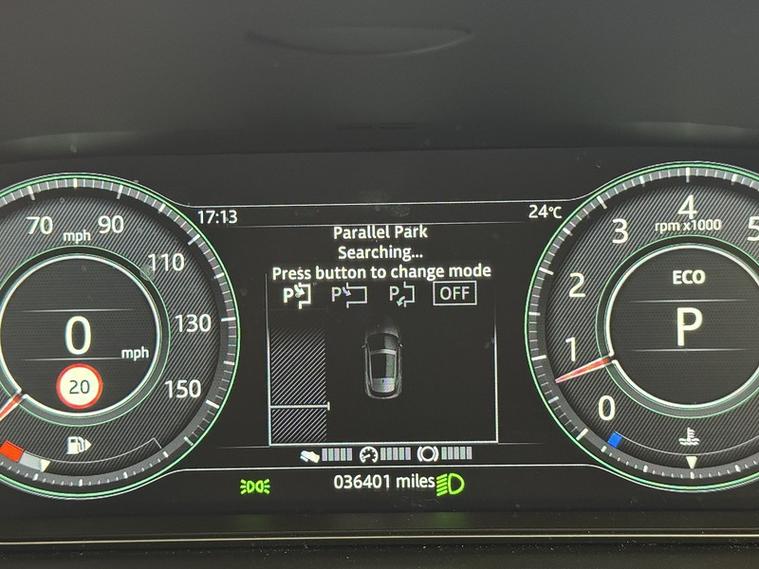 17:13
24°C
Parallel Park
Searching...
Press button to change mode
P P P OFF
70 90 110 130 150
mph
0
mph
20
0 1 2 3 4 5
rpm x1000
ECO
P
036401 miles